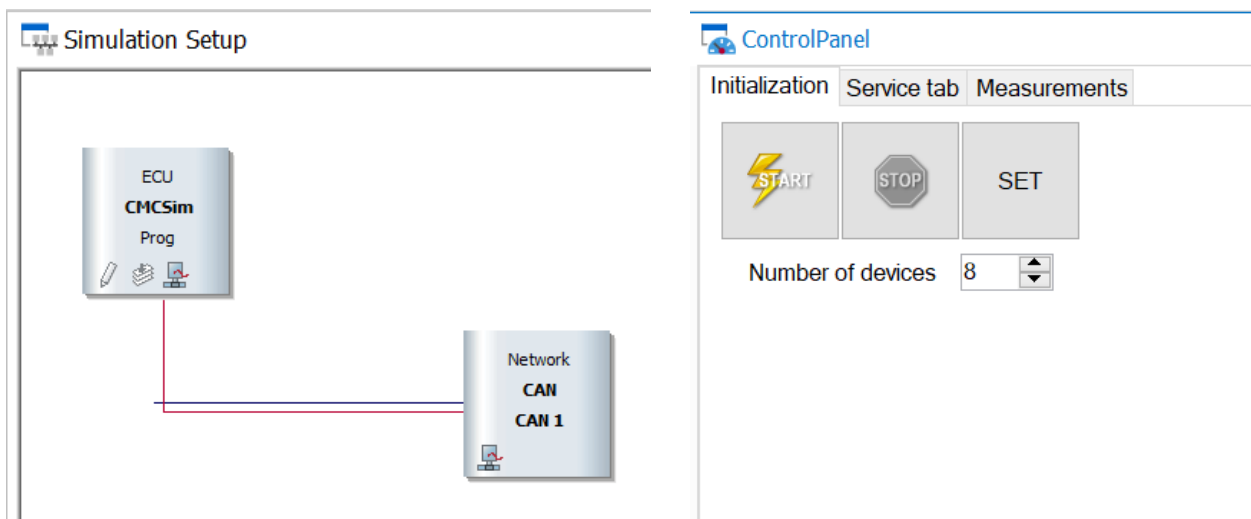 Simulation Setup
ECU
CMCSim
Prog
Network
CAN
CAN 1
ControlPanel
Initialization Service tab Measurements
START STOP SET
Number of devices 8